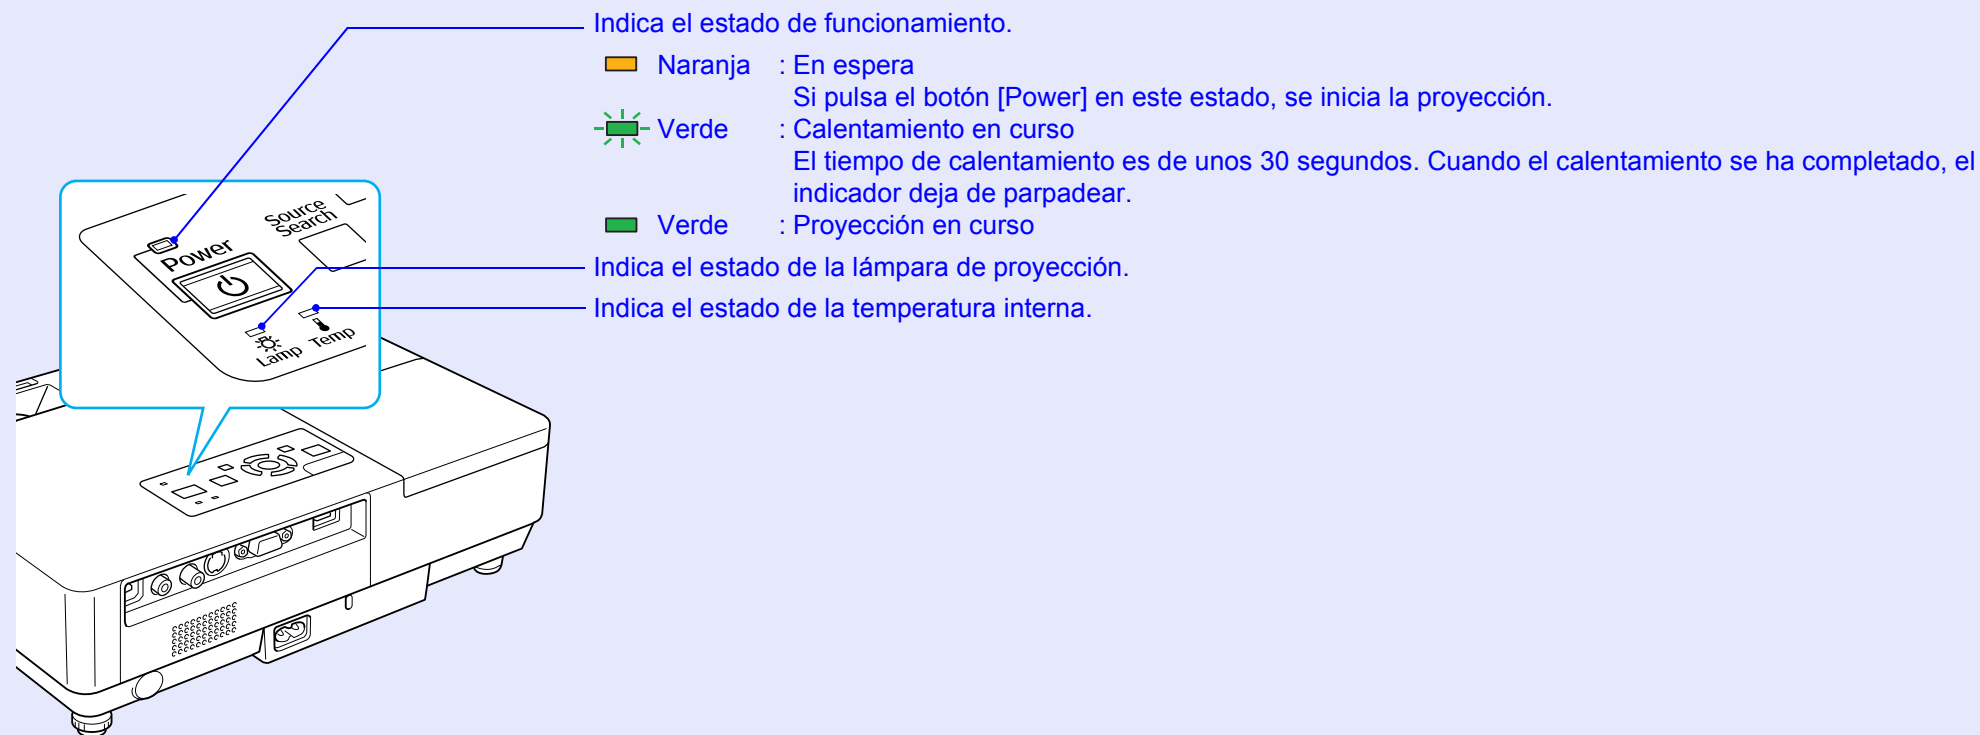 Indica el estado de funcionamiento.
Naranja : En espera
Si pulsa el botón [Power] en este estado, se inicia la proyección.
Verde : Calentamiento en curso
El tiempo de calentamiento es de unos 30 segundos. Cuando el calentamiento se ha completado, el
indicador deja de parpadear.
Verde : Proyección en curso
Indica el estado de la lámpara de proyección.
Indica el estado de la temperatura interna.
Source
Search
Power
Lamp
Temp